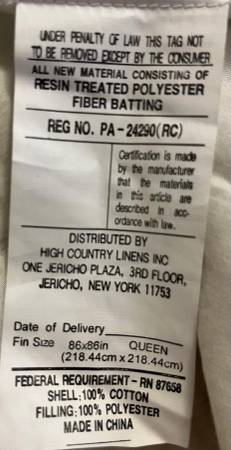 UNDER PENALTY OF LAW THIS TAG NOT
TO BE REMOVED EXCEPT BY THE CONSUMER
ALL NEW MATERIAL CONSISTING OF
RESIN TREATED POLYESTER
FIBER BATTING
REG NO. PA-24290(RC)
Certification is made
by the manufacturer
that the materials
in this article are
described in acc-
ordance with law.
DISTRIBUTED BY
HIGH COUNTRY LINENS INC
ONE JERICHO PLAZA, 3RD FLOOR,
JERICHO, NEW YORK 11753
Date of Delivery
Fin Size 86x86in QUEEN
(218.44cm x 218.44cm)
FEDERAL REQUIREMENT-RN 87658
SHELL:100% COTTON
FILLING:100% POLYESTER
MADE IN CHINA